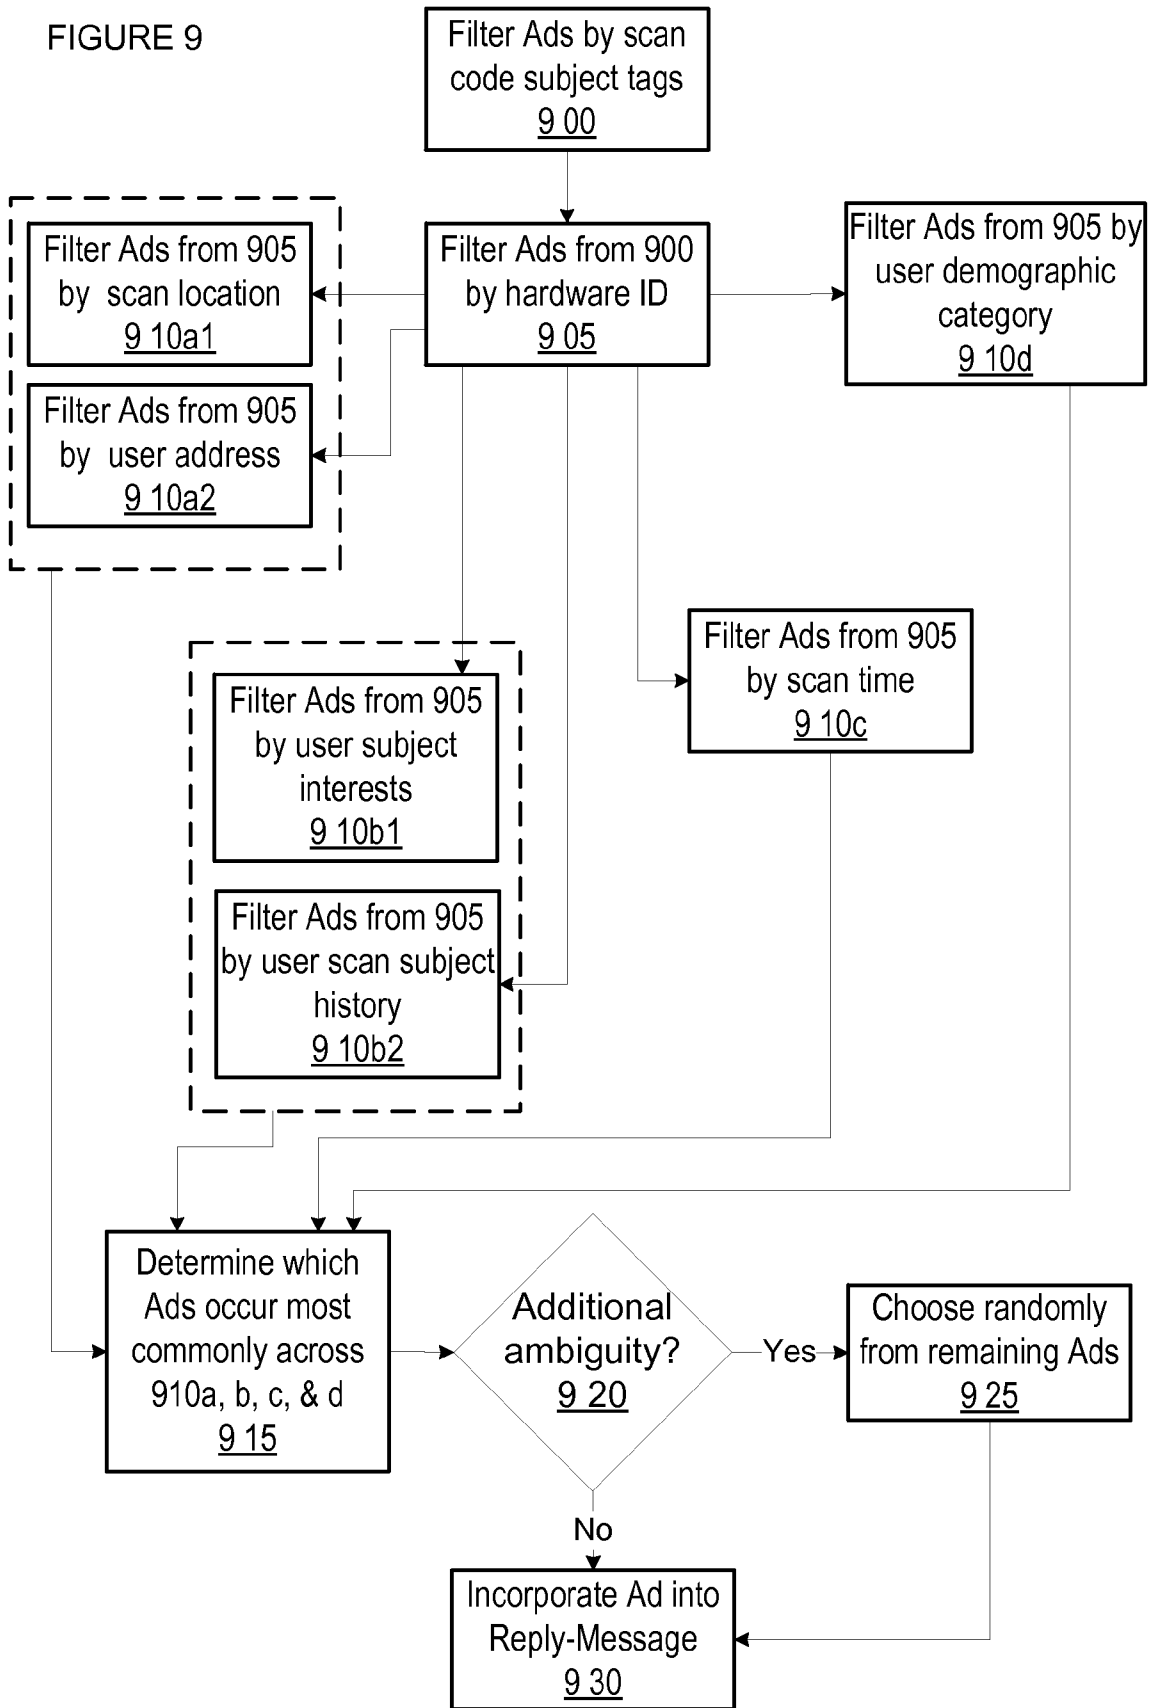 FIGURE 9
Filter Ads by scan
code subject tags
9 00
Filter Ads from 905
by scan location
9 10a1
Filter Ads from 900
by hardware ID
9 05
Filter Ads from 905 by
user demographic
category
9 10d
Filter Ads from 905
by user address
9 10a2
Filter Ads from 905
by scan time
9 10c
Filter Ads from 905
by user subject
interests
9 10b1
Filter Ads from 905
by user scan subject
history
9 10b2
Determine which
Ads occur most
commonly across
910a, b, c, & d
9 15
Additional
ambiguity?
9 20
Yes
Choose randomly
from remaining Ads
9 25
No
Incorporate Ad into
Reply-Message
9 30